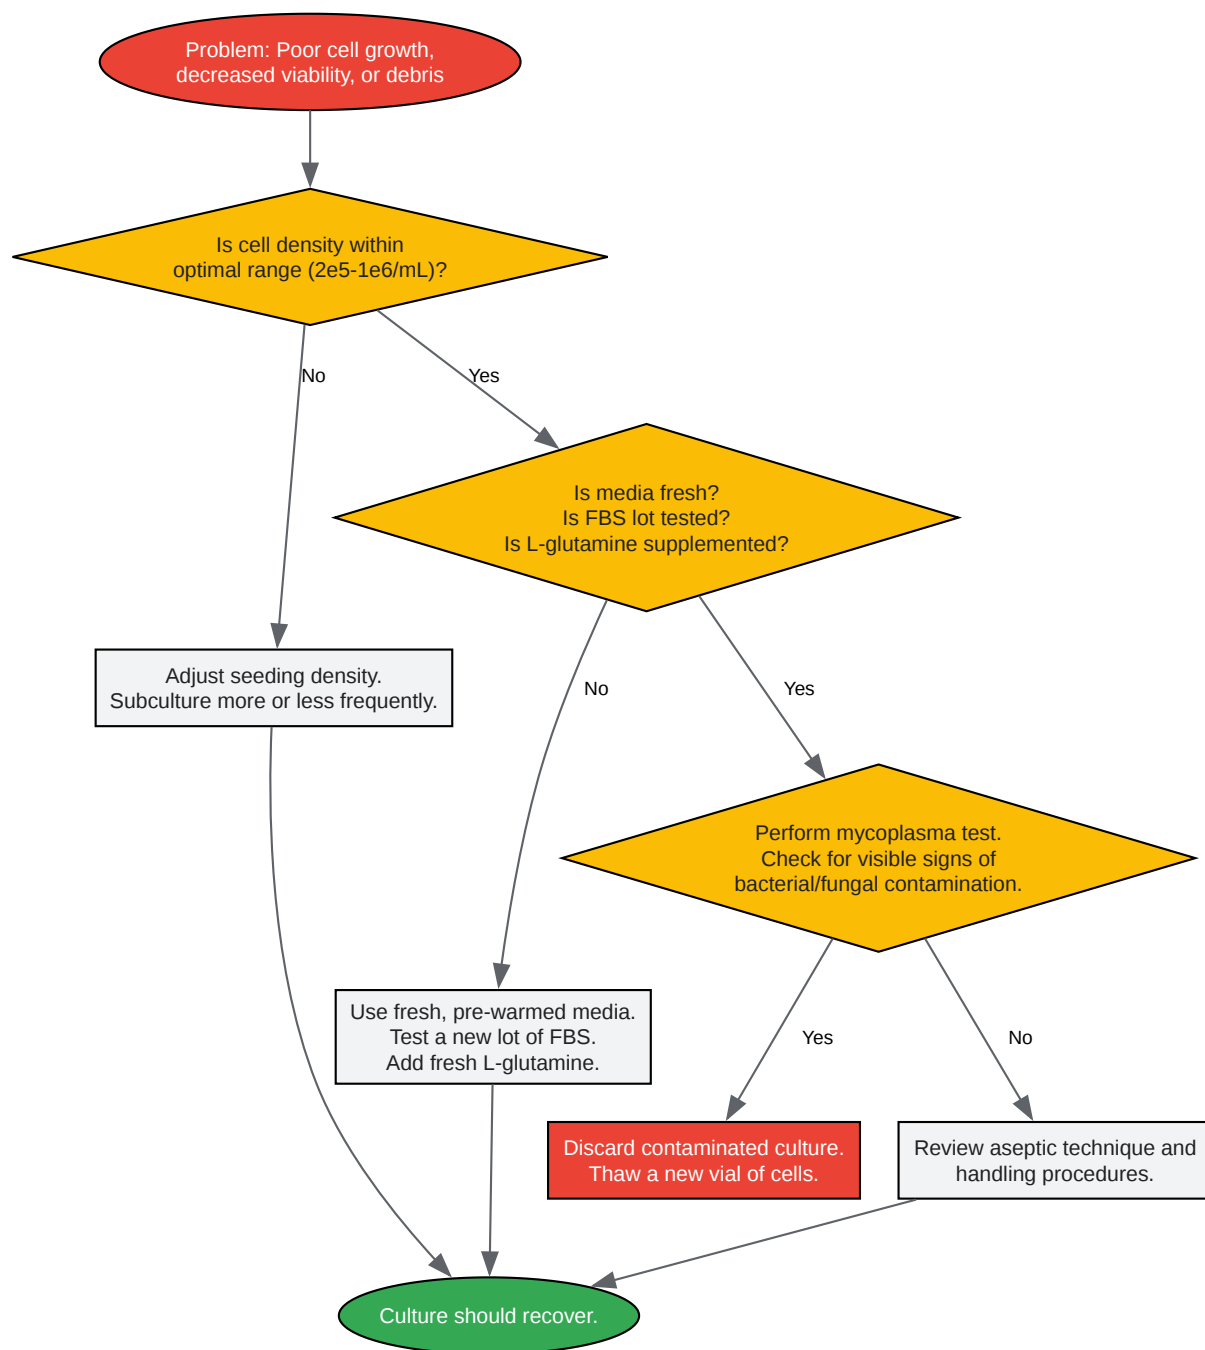 Problem: Poor cell growth,
decreased viability, or debris
Is cell density within
optimal range (2e5-1e6/mL)?
No
Yes
Is media fresh?
Is FBS lot tested?
Is L-glutamine supplemented?
Adjust seeding density.
Subculture more or less frequently.
No
Yes
Perform mycoplasma test.
Check for visible signs of
bacterial/fungal contamination.
Use fresh, pre-warmed media.
Test a new lot of FBS.
Add fresh L-glutamine.
Yes
No
Discard contaminated culture.
Thaw a new vial of cells.
Review aseptic technique and
handling procedures.
Culture should recover.